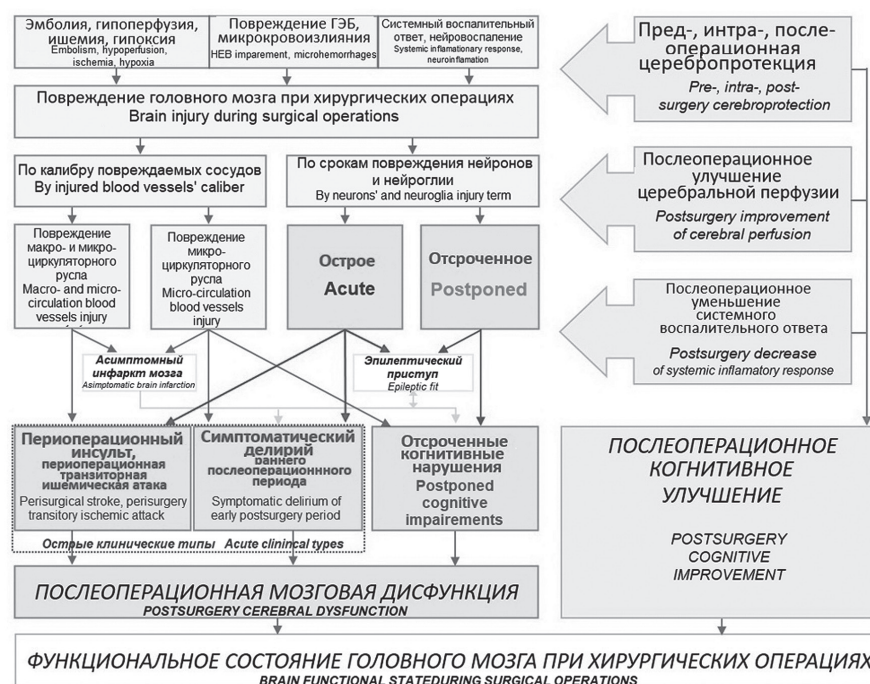 Эмболия, гипоперфузия,
ишемия, гипоксия
Embolism, hypoperfusion,
ischemia, hypoxia
Повреждение ГЭБ,
микрокровоизлияния
HEB imparement, microhemorrhages
Системный воспалительный
ответ, нейровоспаление
Systemic inflamationary response,
neuroinflamation
Пред-, интра-, после-
операционная
церебропротекция
Pre-, intra-, post-
surgery cerebroprotection
Повреждение головного мозга при хирургических операциях
Brain injury during surgical operations
По калибру повреждаемых сосудов
By injured blood vessels' caliber
По срокам повреждения нейронов
и нейроглии
By neurons' and neuroglia injury term
Послеоперационное
улучшение
церебральной перфузии
Postsurgery improvement
of cerebral perfusion
Повреждение
макро- и микро-
циркуляторного
русла
Macro- and micro-
circulation blood
vessels injury
Повреждение
микро-
циркуляторного
русла
Micro-circulation
blood vessels
injury
Острое
Acute
Отсроченное
Postponed
Послеоперационное
уменьшение
системного
воспалительного ответа
Postsurgery decrease
of systemic inflamatory response
Асимптомный
инфаркт мозга
Asimptomatic brain infarction
Эпилептический
приступ
Epileptic fit
Периоперационный
инсульт,
периоперационная
транзиторная
ишемическая атака
Perisurgical stroke, perisurgery
transitory ischemic attack
Симптоматический
делирий
раннего
послеоперационнного
периода
Symptomatic delirium of
early postsurgery period
Отсроченные
когнитивные
нарушения
Postponed
cognitive
impairements
Острые клинические типы Acute clinincal types
ПОСЛЕОПЕРАЦИОННОЕ
КОГНИТИВНОЕ
УЛУЧШЕНИЕ
POSTSURGERY
COGNITIVE
IMPROVEMENT
ПОСЛЕОПЕРАЦИОННАЯ МОЗГОВАЯ ДИСФУНКЦИЯ
POSTSURGERY CEREBRAL DYSFUNCTION
ФУНКЦИОНАЛЬНОЕ СОСТОЯНИЕ ГОЛОВНОГО МОЗГА ПРИ ХИРУРГИЧЕСКИХ ОПЕРАЦИЯХ
BRAIN FUNCTIONAL STATEDURING SURGICAL OPERATIONS